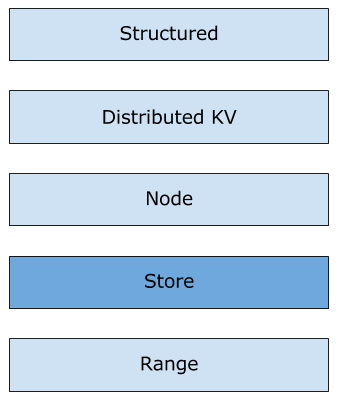 Structured
Distributed KV
Node
Store
Range